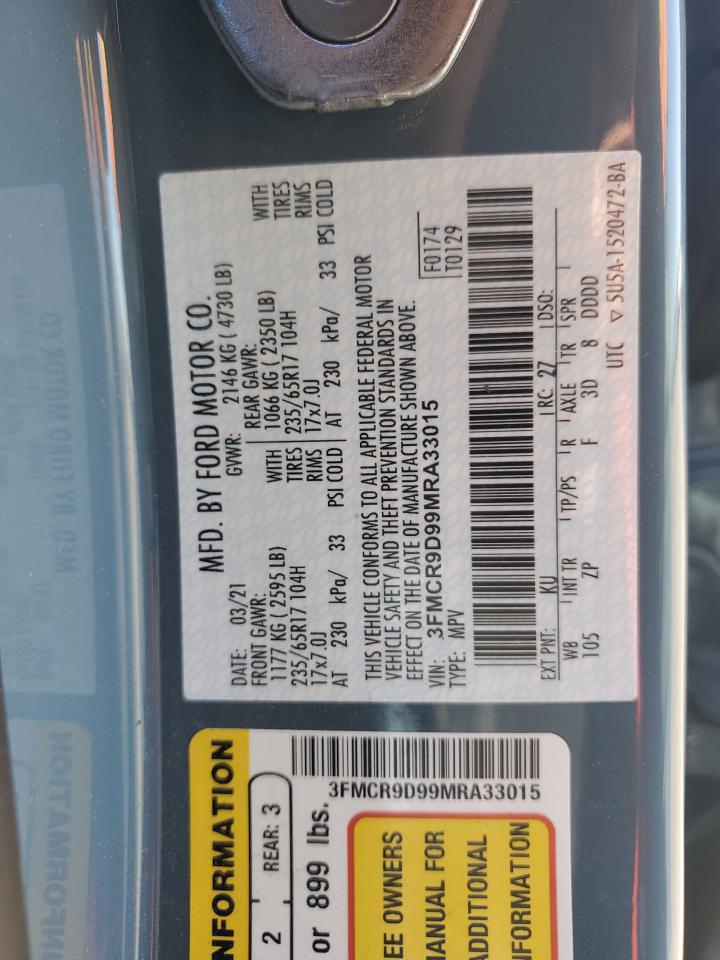 MFD. BY FORD MOTOR CO.
DATE: 03/21 GVWR: 2146 KG ( 4730 LB)
FRONT GAWR: REAR GAWR:
1177 KG ( 2595 LB) WITH 1066 KG ( 2350 LB) WITH
235/65R17 104H TIRES 235/65R17 104H TIRES
17x7.0J RIMS 17x7.0J RIMS
AT 230 kPa/ 33 PSI COLD AT 230 kPa/ 33 PSI COLD
THIS VEHICLE CONFORMS TO ALL APPLICABLE FEDERAL MOTOR
VEHICLE SAFETY AND THEFT PREVENTION STANDARDS IN
EFFECT ON THE DATE OF MANUFACTURE SHOWN ABOVE.
VIN: 3FMCR9D99MRA33015
TYPE: MPV
F0174
T0129
EXT PNT: KU RC: 27 DSO:
WB INT TR TP/PS R AXLE TR SPR
105 ZP F 3D 8 DDDD
UTC ▽ 5U5A-1520472-BA
NFORMATION
2 REAR: 3
or 899 lbs.
3FMCR9D99MRA33015
EE OWNERS
MANUAL FOR
ADDITIONAL
NFORMATION